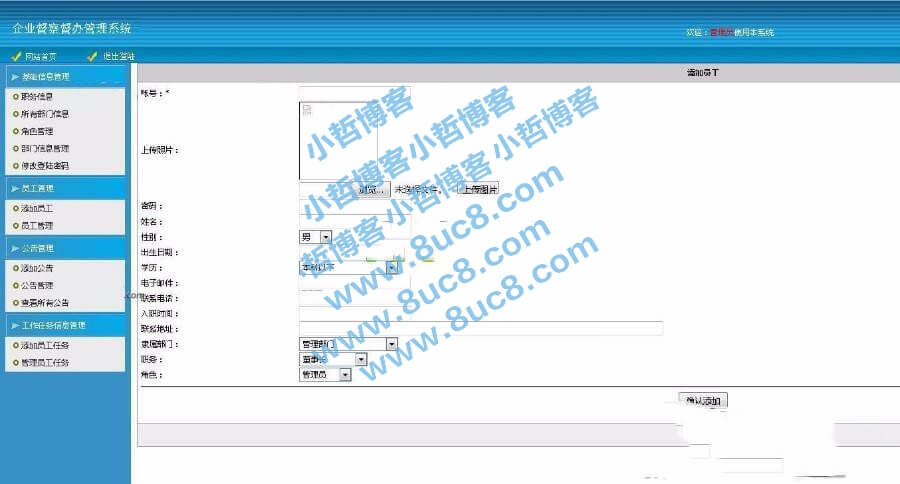 企业督察督办管理系统
欢迎：管理员使用本系统
网站首页 退出登陆
基础信息管理
职务信息
所有部门信息
角色管理
部门信息管理
修改登陆密码
员工管理
添加员工
员工管理
公告管理
添加公告
公告管理
查看所有公告
工作任务信息管理
添加员工任务
管理员工任务
添加员工
账号：*
上传照片：
浏览... 未选择文件。 上传图片
密码：
姓名：
性别： 男
出生日期：
学历： 本科以下
电子邮件：
联系电话：
入职时间：
联系地址：
隶属部门： 管理部门
职务： 董事长
角色： 管理员
确认添加
小哲博客小哲博客小哲博客
小哲博客小哲博客小哲博客
小哲博客 www.8uc8.com
www.8uc8.com
www.8uc8.com
.com